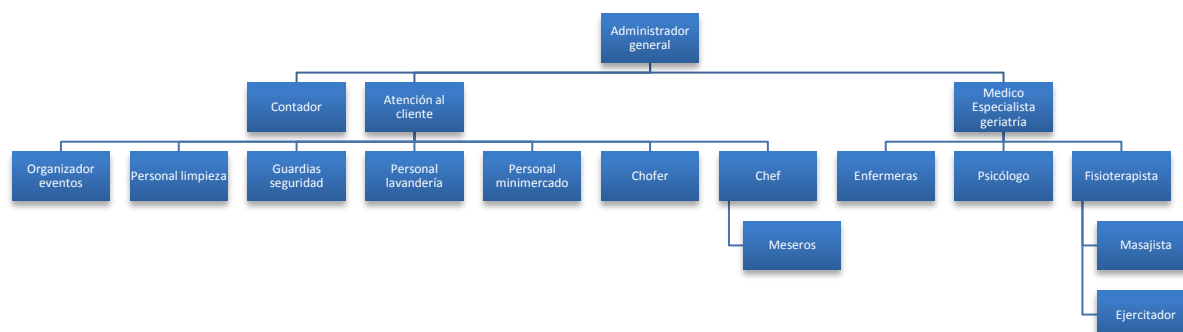 Administrador
general
Contador
Atención al
cliente
Medico
Especialista
geriatría
Organizador
eventos
Personal limpieza
Guardias
seguridad
Personal
lavandería
Personal
minimercado
Chofer
Chef
Enfermeras
Psicólogo
Fisioterapista
Meseros
Masajista
Ejercitador